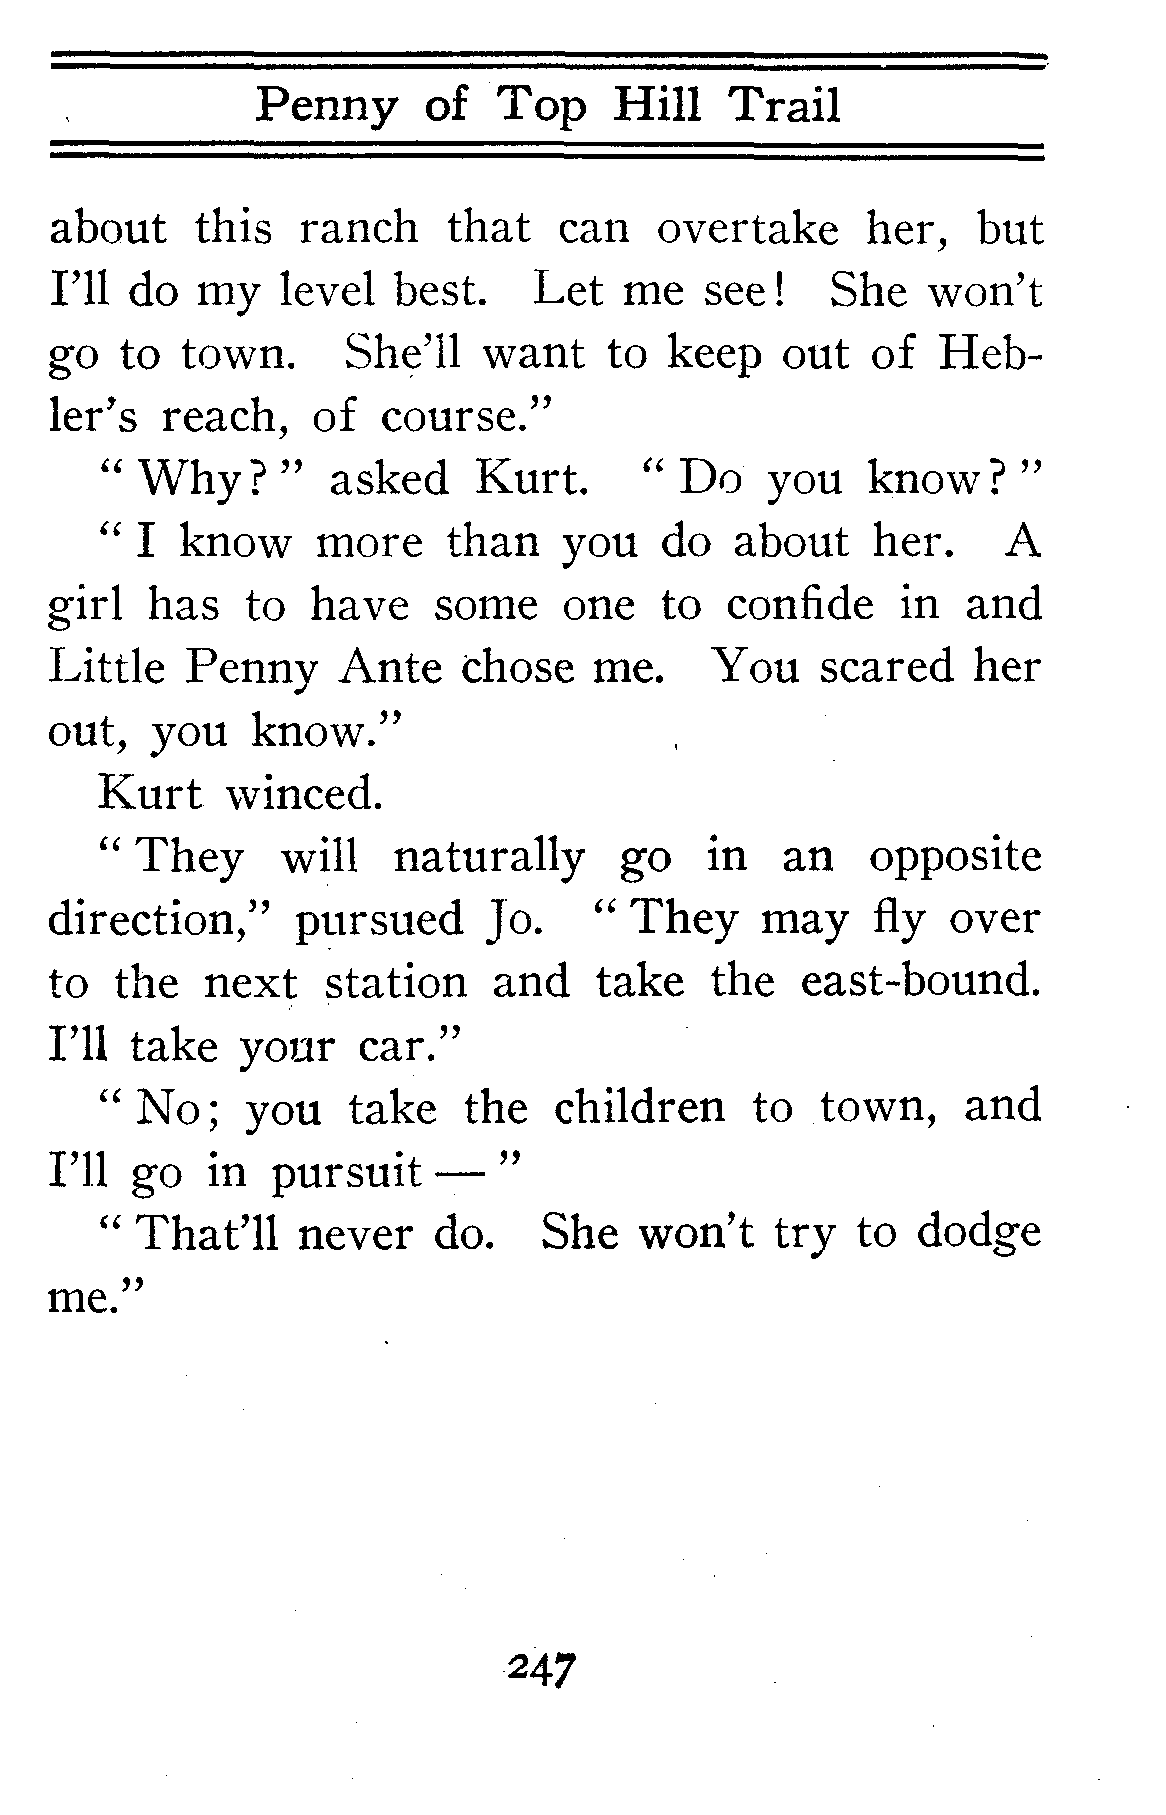 Penny of Top Hill Trail
about this ranch that can overtake her, but
I'll do my level best. Let me see! She won't
go to town. She'll want to keep out of Heb-
ler's reach, of course."
"Why?" asked Kurt. "Do you know?"
"I know more than you do about her. A
girl has to have some one to confide in and
Little Penny Ante chose me. You scared her
out, you know."
Kurt winced.
"They will naturally go in an opposite
direction," pursued Jo. "They may fly over
to the next station and take the east-bound.
I'll take your car."
"No; you take the children to town, and
I'll go in pursuit — "
"That'll never do. She won't try to dodge
me."
247